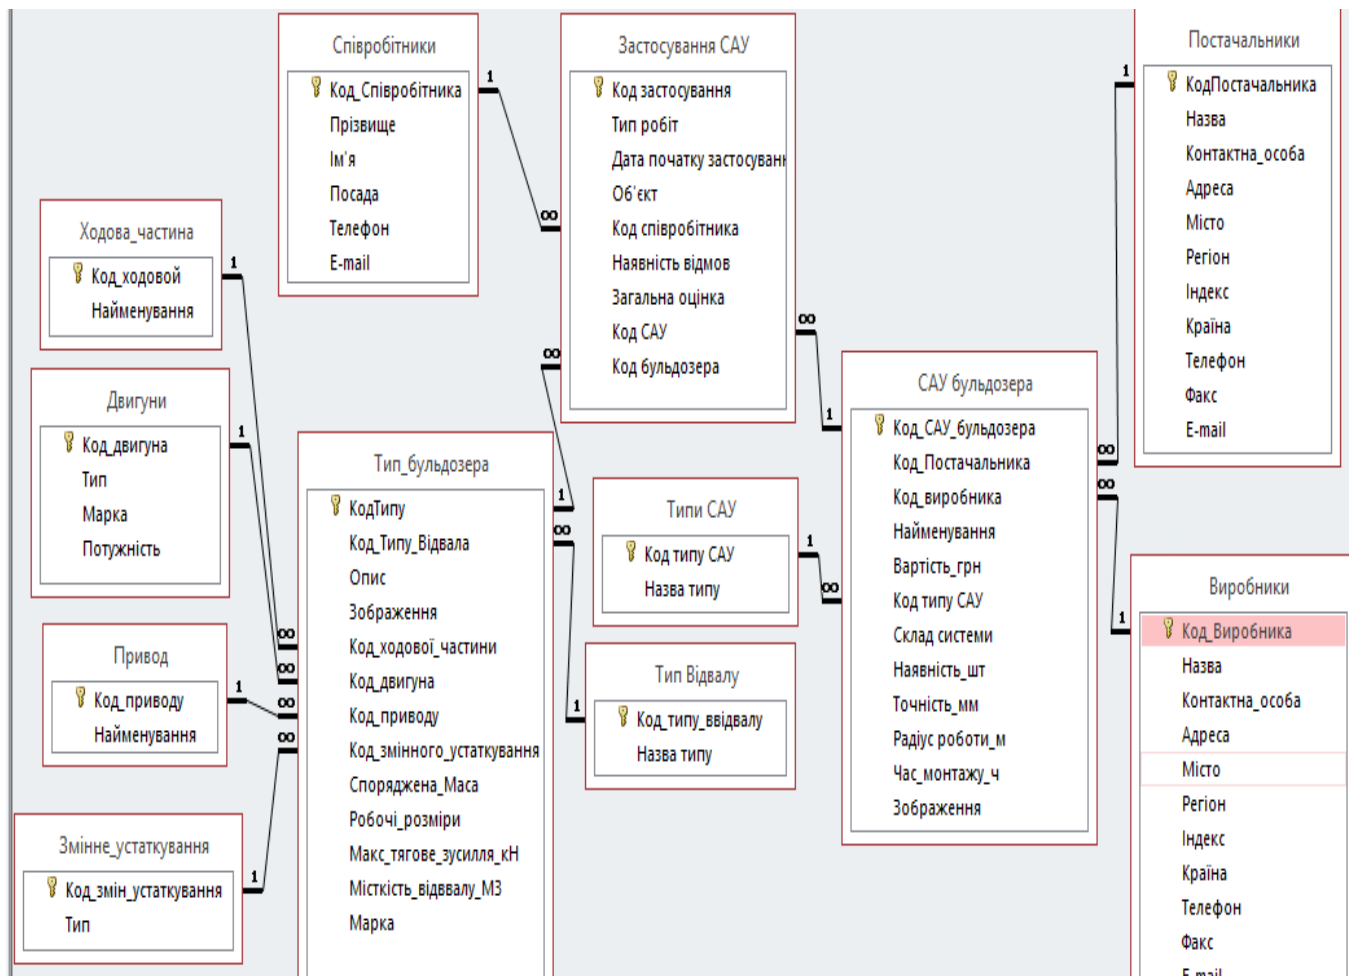 Співробітники
Код_Співробітника
Прізвище
Ім'я
Посада
Телефон
E-mail
Застосування САУ
Код застосування
Тип робіт
Дата початку застосуван
Об'єкт
Код співробітника
Наявність відмов
Загальна оцінка
Код САУ
Код бульдозера
Постачальники
КодПостачальника
Назва
Контактна_особа
Адреса
Місто
Регіон
Індекс
Країна
Телефон
Факс
E-mail
Ходова_частина
Код_ходовой
Найменування
Двигуни
Код_двигуна
Тип
Марка
Потужність
Привод
Код_приводу
Найменування
Змінне_устаткування
Код_змін_устаткування
Тип
Тип_бульдозера
КодТипу
Код_Типу_Відвала
Опис
Зображення
Код_ходової_частини
Код_двигуна
Код_приводу
Код_змінного_устаткування
Споряджена_Маса
Робочі_розміри
Макс_тягове_зусилля_кН
Місткість_відввалу_М3
Марка
Типи САУ
Код типу САУ
Назва типу
Тип Відвалу
Код_типу_ввідвалу
Назва типу
САУ бульдозера
Код_САУ_бульдозера
Код_Постачальника
Код_виробника
Найменування
Вартість_грн
Код типу САУ
Склад системи
Наявність_шт
Точність_мм
Радіус роботи_м
Час_монтажу_ч
Зображення
Виробники
Код_Виробника
Назва
Контактна_особа
Адреса
Місто
Регіон
Індекс
Країна
Телефон
Факс
E-mail
1
∞
1
∞
1
∞
1
∞
1
∞
1
∞
1
∞
1
∞
1
∞
1
∞
1
∞